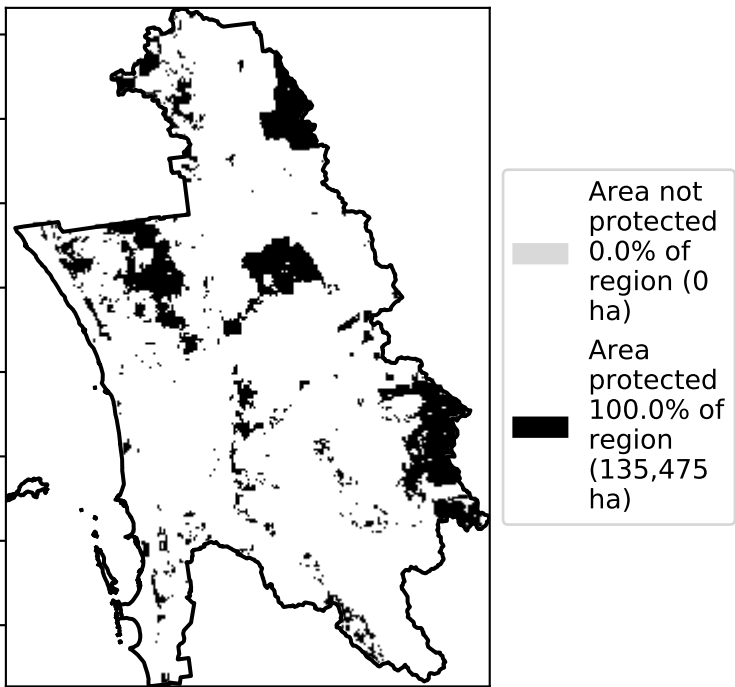 Area not
protected
0.0% of
region (0
ha)
Area
protected
100.0% of
region
(135,475
ha)